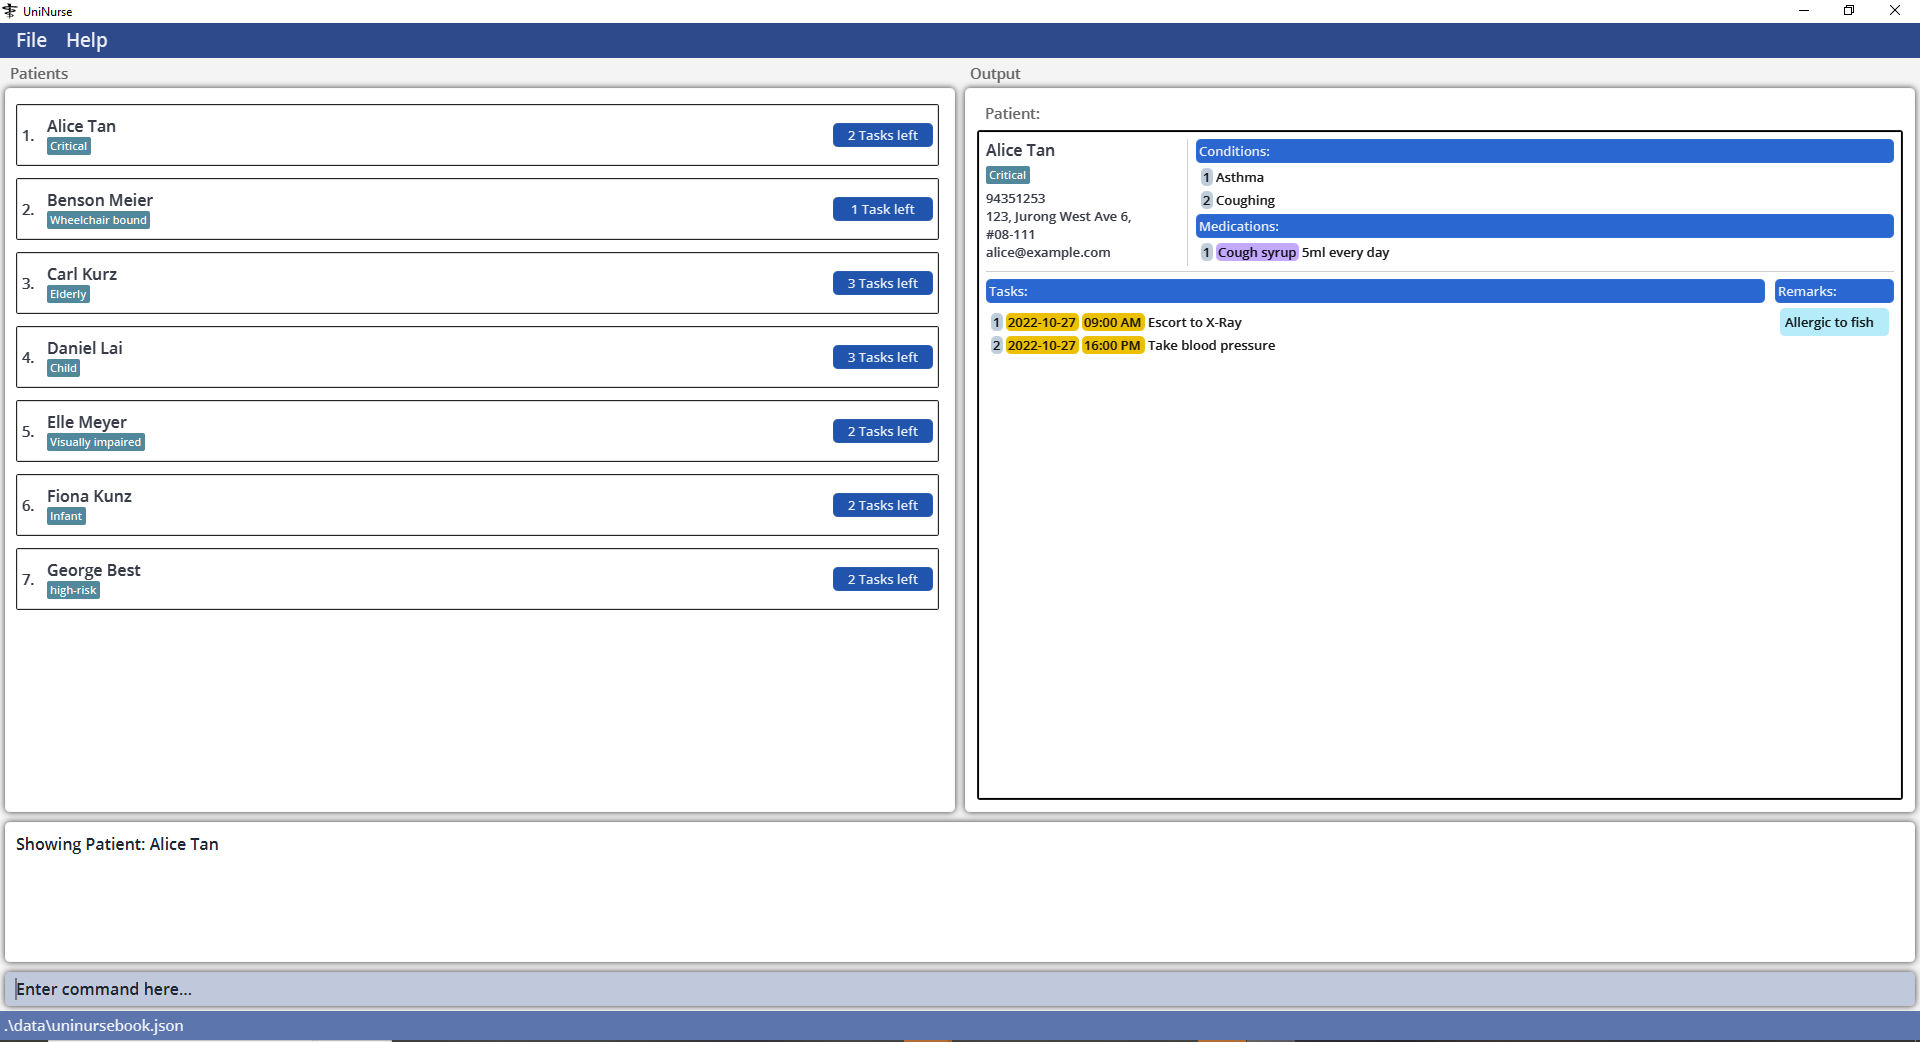 UniNurse
File Help
Patients
1. Alice Tan
Critical
2 Tasks left
2. Benson Meier
Wheelchair bound
1 Task left
3. Carl Kurz
Elderly
3 Tasks left
4. Daniel Lai
Child
3 Tasks left
5. Elle Meyer
Visually impaired
2 Tasks left
6. Fiona Kunz
Infant
2 Tasks left
7. George Best
high-risk
2 Tasks left
Output
Patient:
Alice Tan
Critical
94351253
123, Jurong West Ave 6,
#08-111
alice@example.com
Conditions:
1 Asthma
2 Coughing
Medications:
1 Cough syrup 5ml every day
Tasks:
1 2022-10-27 09:00 AM Escort to X-Ray
2 2022-10-27 16:00 PM Take blood pressure
Remarks:
Allergic to fish
Showing Patient: Alice Tan
Enter command here...
.\data\uninursebook.json